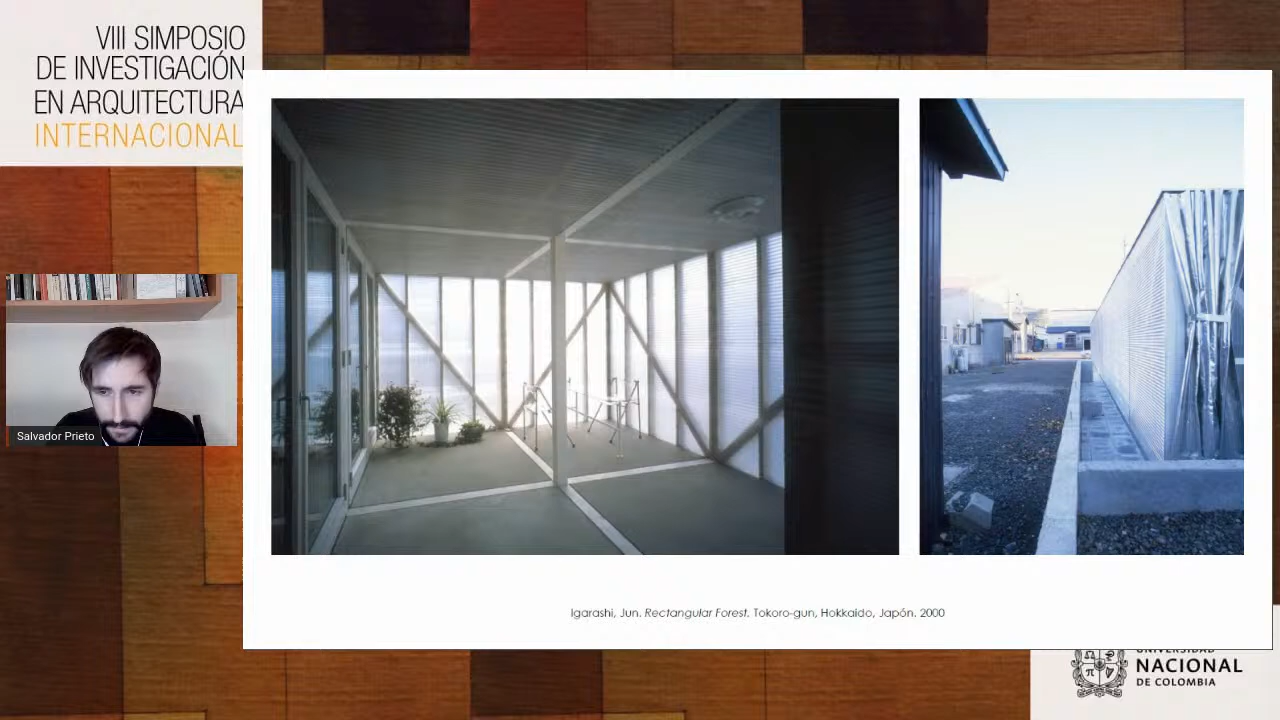 VIII SIMPOSIO
DE INVESTIGACIÓN
EN ARQUITECTURA
INTERNACIONAL
Salvador Prieto
Igarashi, Jun. Rectangular Forest. Tokoro-gun, Hokkaido, Japón. 2000
UNIVERSIDAD
NACIONAL
DE COLOMBIA